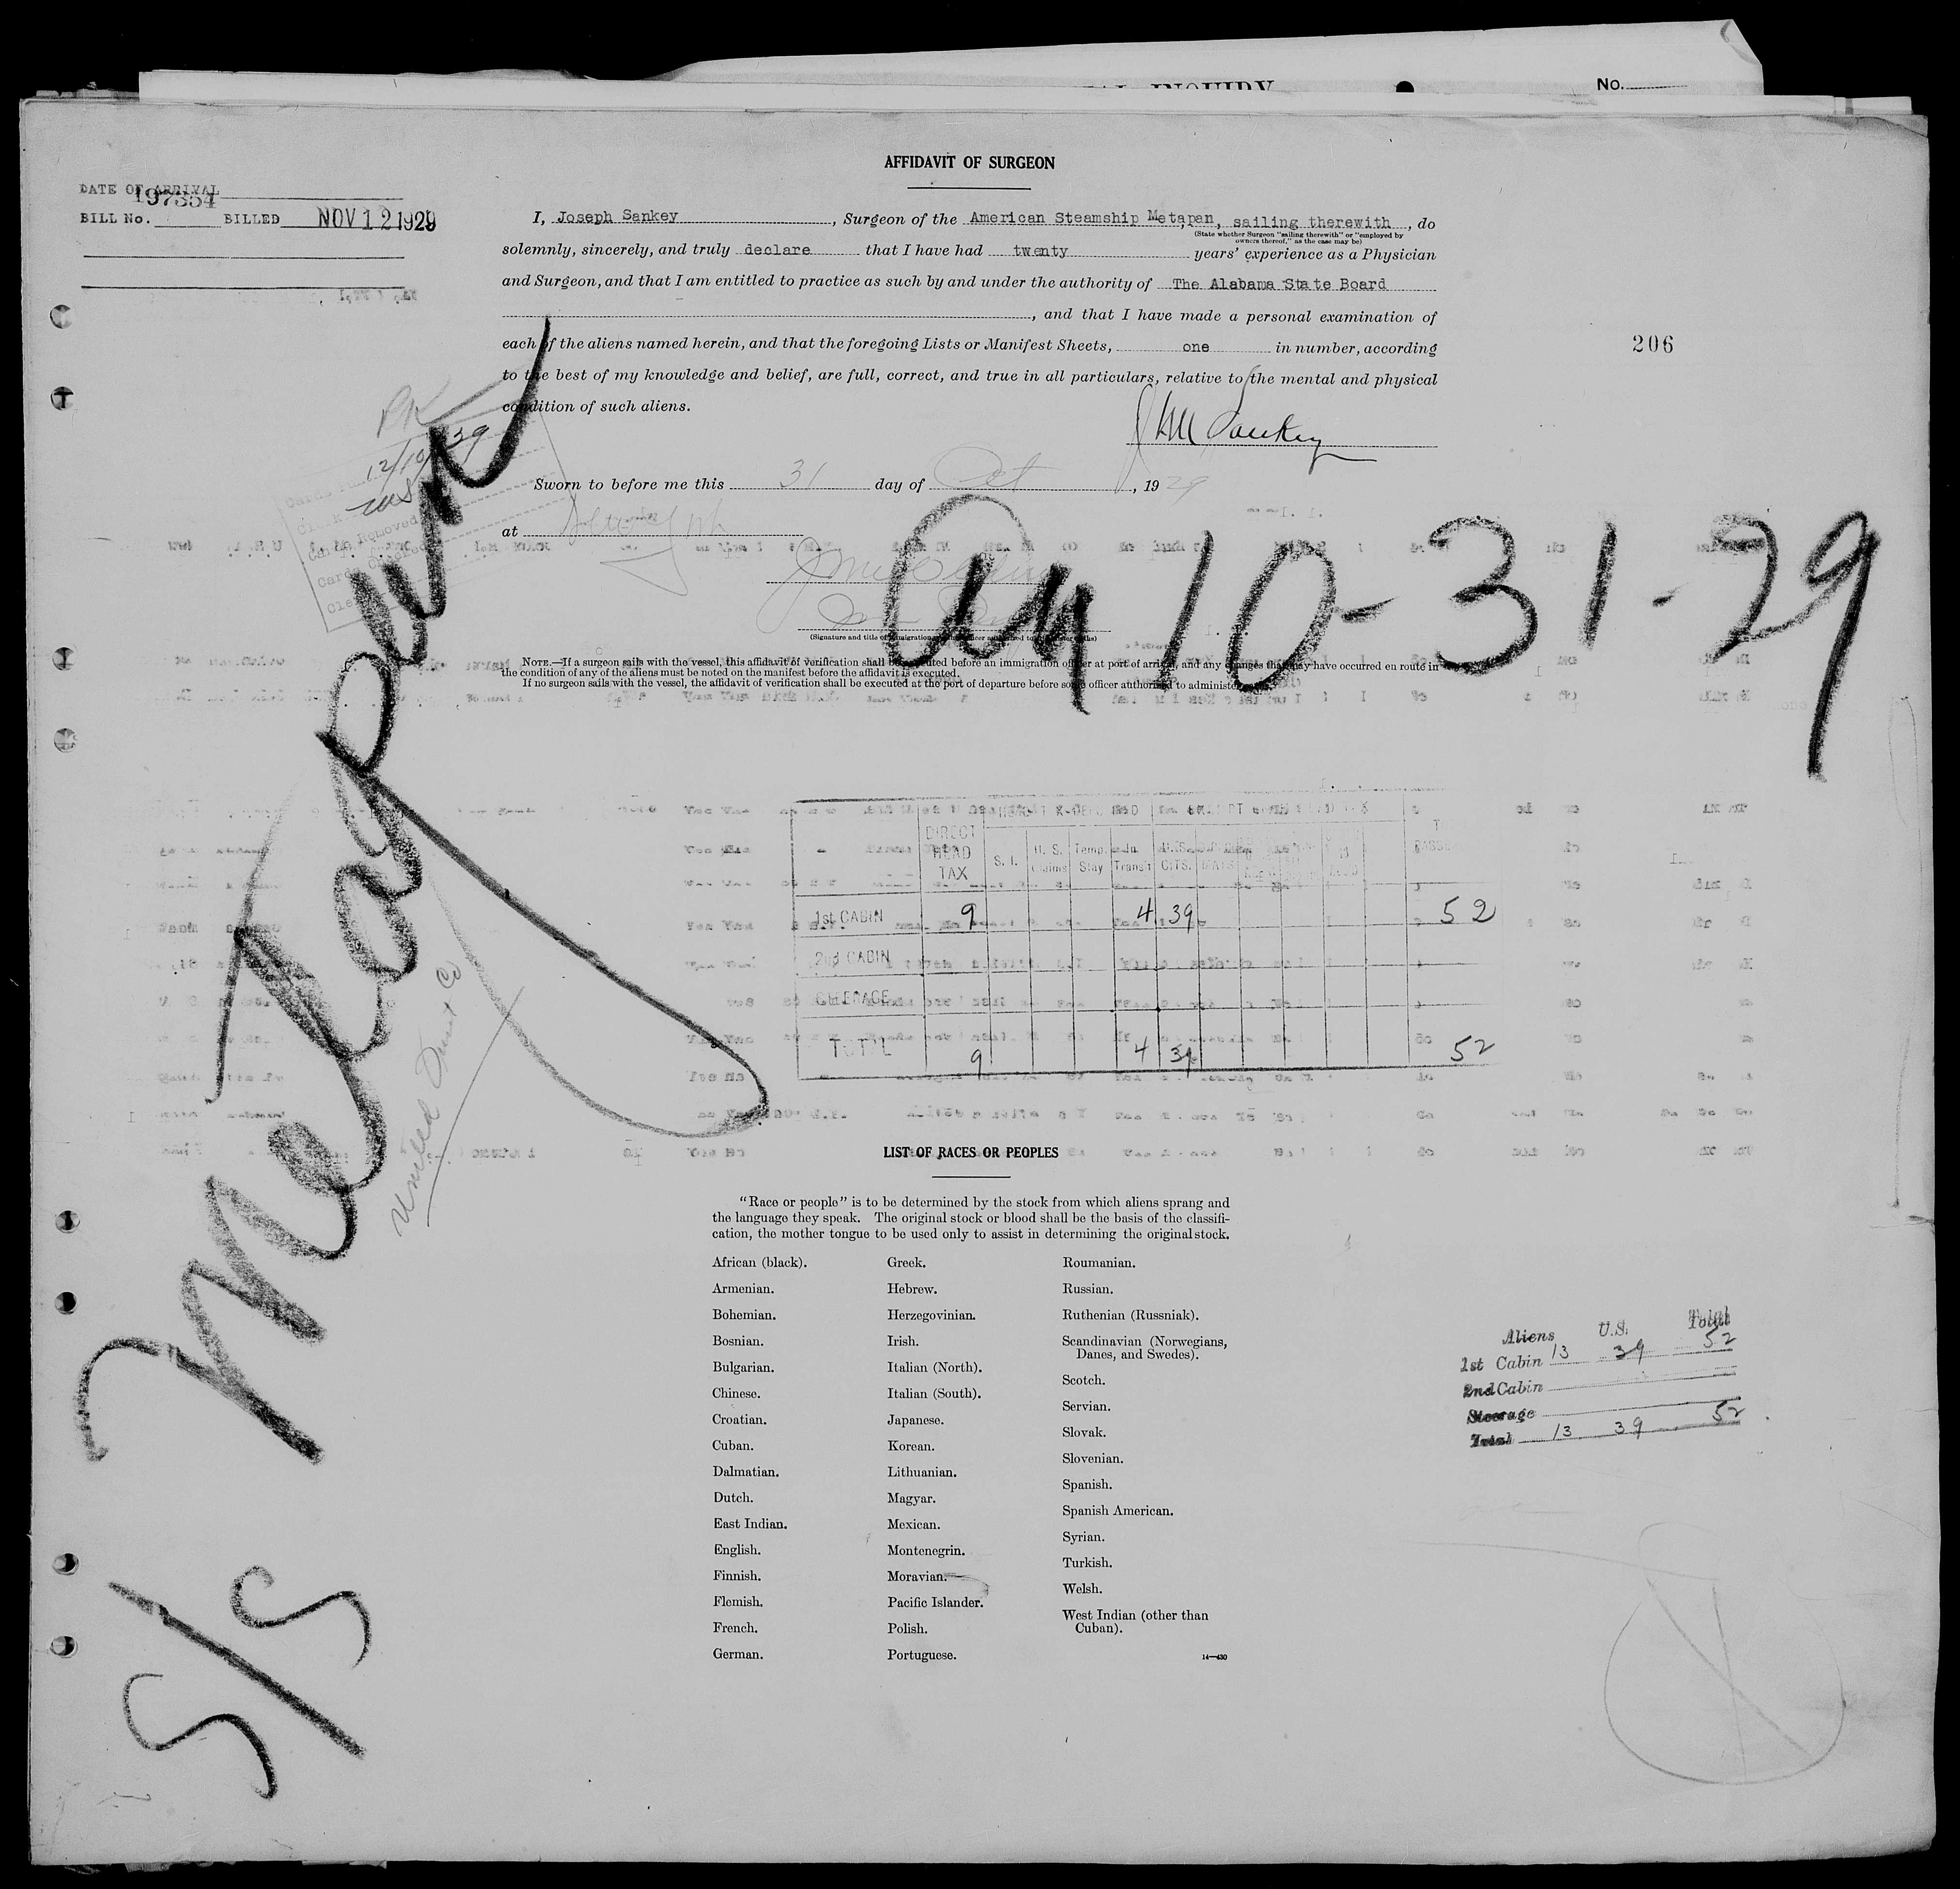 INQUIRY
No.
AFFIDAVIT OF SURGEON
DATE OF ARRIVAL
197354
BILL No. BILLED NOV 12 1929
I, Joseph Sankey, Surgeon of the American Steamship Metapan, sailing therewith, do
(State whether Surgeon "sailing therewith" or "employed by
owners thereof," as the case may be)
solemnly, sincerely, and truly declare that I have had twenty years' experience as a Physician
and Surgeon, and that I am entitled to practice as such by and under the authority of The Alabama State Board
, and that I have made a personal examination of
each of the aliens named herein, and that the foregoing Lists or Manifest Sheets, one in number, according
206
to the best of my knowledge and belief, are full, correct, and true in all particulars, relative to the mental and physical
condition of such aliens.
Sankey
12/10/29
Sworn to before me this 31 day of Oct, 1929
at
Removed
Cards
Arr 10-31-29
(Signature and title of immigration officer authorized to administer oaths)
NOTE.—If a surgeon sails with the vessel, this affidavit of verification shall be executed before an immigration officer at port of arrival, and any changes that may have occurred en route in
the condition of any of the aliens must be noted on the manifest before the affidavit is executed.
If no surgeon sails with the vessel, the affidavit of verification shall be executed at the port of departure before some officer authorized to administer
S/S Metapan
United Fruit Co
DIRECT HEAD TAX S. I. U. S. Claims Temp. Stay In Transit U.S. CITS.
1st CABIN 9 4 39 52
2nd CABIN
STEERAGE
TOTAL 9 4 39 52
LIST OF RACES OR PEOPLES
"Race or people" is to be determined by the stock from which aliens sprang and
the language they speak. The original stock or blood shall be the basis of the classifi-
cation, the mother tongue to be used only to assist in determining the original stock.
African (black).
Armenian.
Bohemian.
Bosnian.
Bulgarian.
Chinese.
Croatian.
Cuban.
Dalmatian.
Dutch.
East Indian.
English.
Finnish.
Flemish.
French.
German.
Greek.
Hebrew.
Herzegovinian.
Irish.
Italian (North).
Italian (South).
Japanese.
Korean.
Lithuanian.
Magyar.
Mexican.
Montenegrin.
Moravian.
Pacific Islander.
Polish.
Portuguese.
Roumanian.
Russian.
Ruthenian (Russniak).
Scandinavian (Norwegians,
Danes, and Swedes).
Scotch.
Servian.
Slovak.
Slovenian.
Spanish.
Spanish American.
Syrian.
Turkish.
Welsh.
West Indian (other than
Cuban).
14—430
Aliens U.S. Total
1st Cabin 13 39 52
2nd Cabin
Steerage
Total 13 39 52